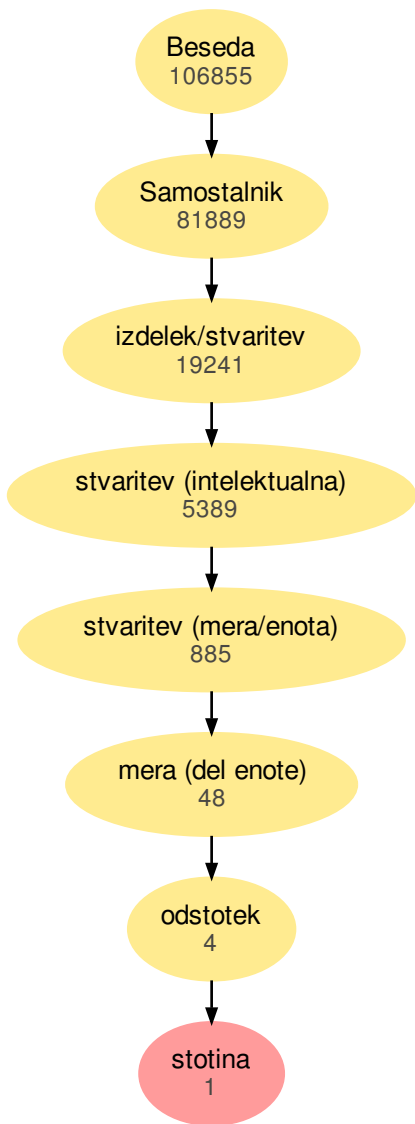 Beseda
106855
Samostalnik
81889
izdelek/stvaritev
19241
stvaritev (intelektualna)
5389
stvaritev (mera/enota)
885
mera (del enote)
48
odstotek
4
stotina
1